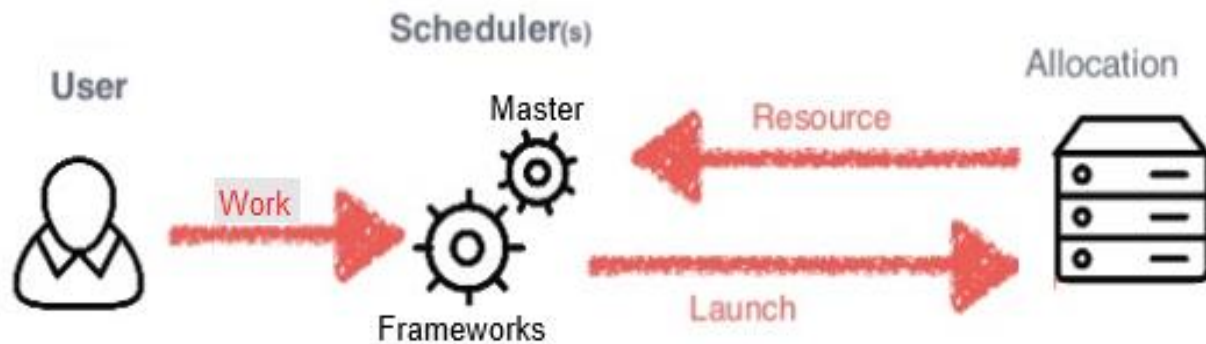 Scheduler(s)
User
Allocation
Master
Resource
Work
Launch
Frameworks